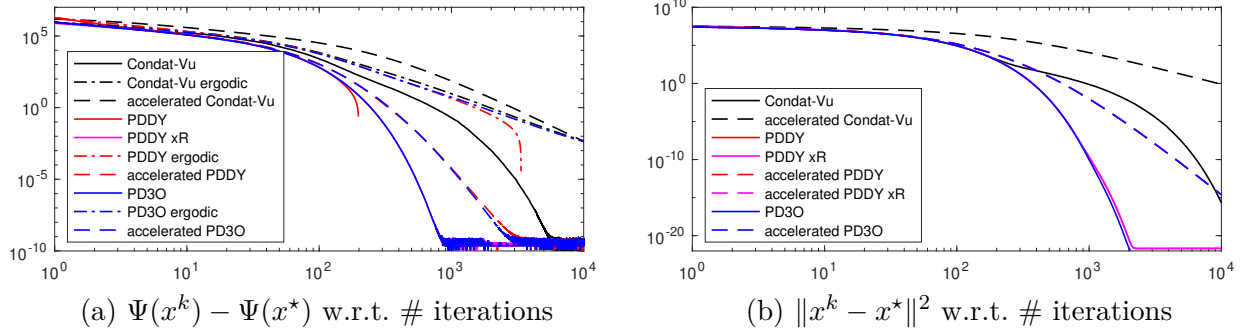 10^5
10^0
10^-5
10^-10
Condat-Vu
Condat-Vu ergodic
accelerated Condat-Vu
PDDY
PDDY xR
PDDY ergodic
accelerated PDDY
PD3O
PD3O ergodic
accelerated PD3O
10^0 10^1 10^2 10^3 10^4
(a) Ψ(x^k) − Ψ(x^⋆) w.r.t. # iterations
10^10
10^0
10^-10
10^-20
Condat-Vu
accelerated Condat-Vu
PDDY
PDDY xR
accelerated PDDY
accelerated PDDY xR
PD3O
accelerated PD3O
10^0 10^1 10^2 10^3 10^4
(b) ‖x^k − x^⋆‖^2 w.r.t. # iterations